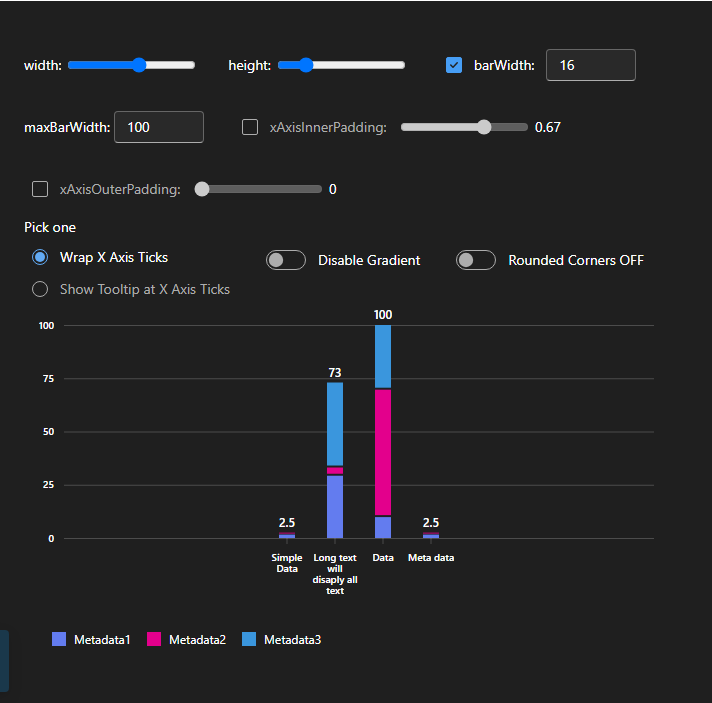 width: height: barWidth: 16
maxBarWidth: 100 xAxisInnerPadding: 0.67
xAxisOuterPadding: 0
Pick one
Wrap X Axis Ticks Disable Gradient Rounded Corners OFF
Show Tooltip at X Axis Ticks
100
75
50
25
0
2.5
73
100
2.5
Simple
Data
Long text
will
disaply all
text
Data
Meta data
Metadata1 Metadata2 Metadata3